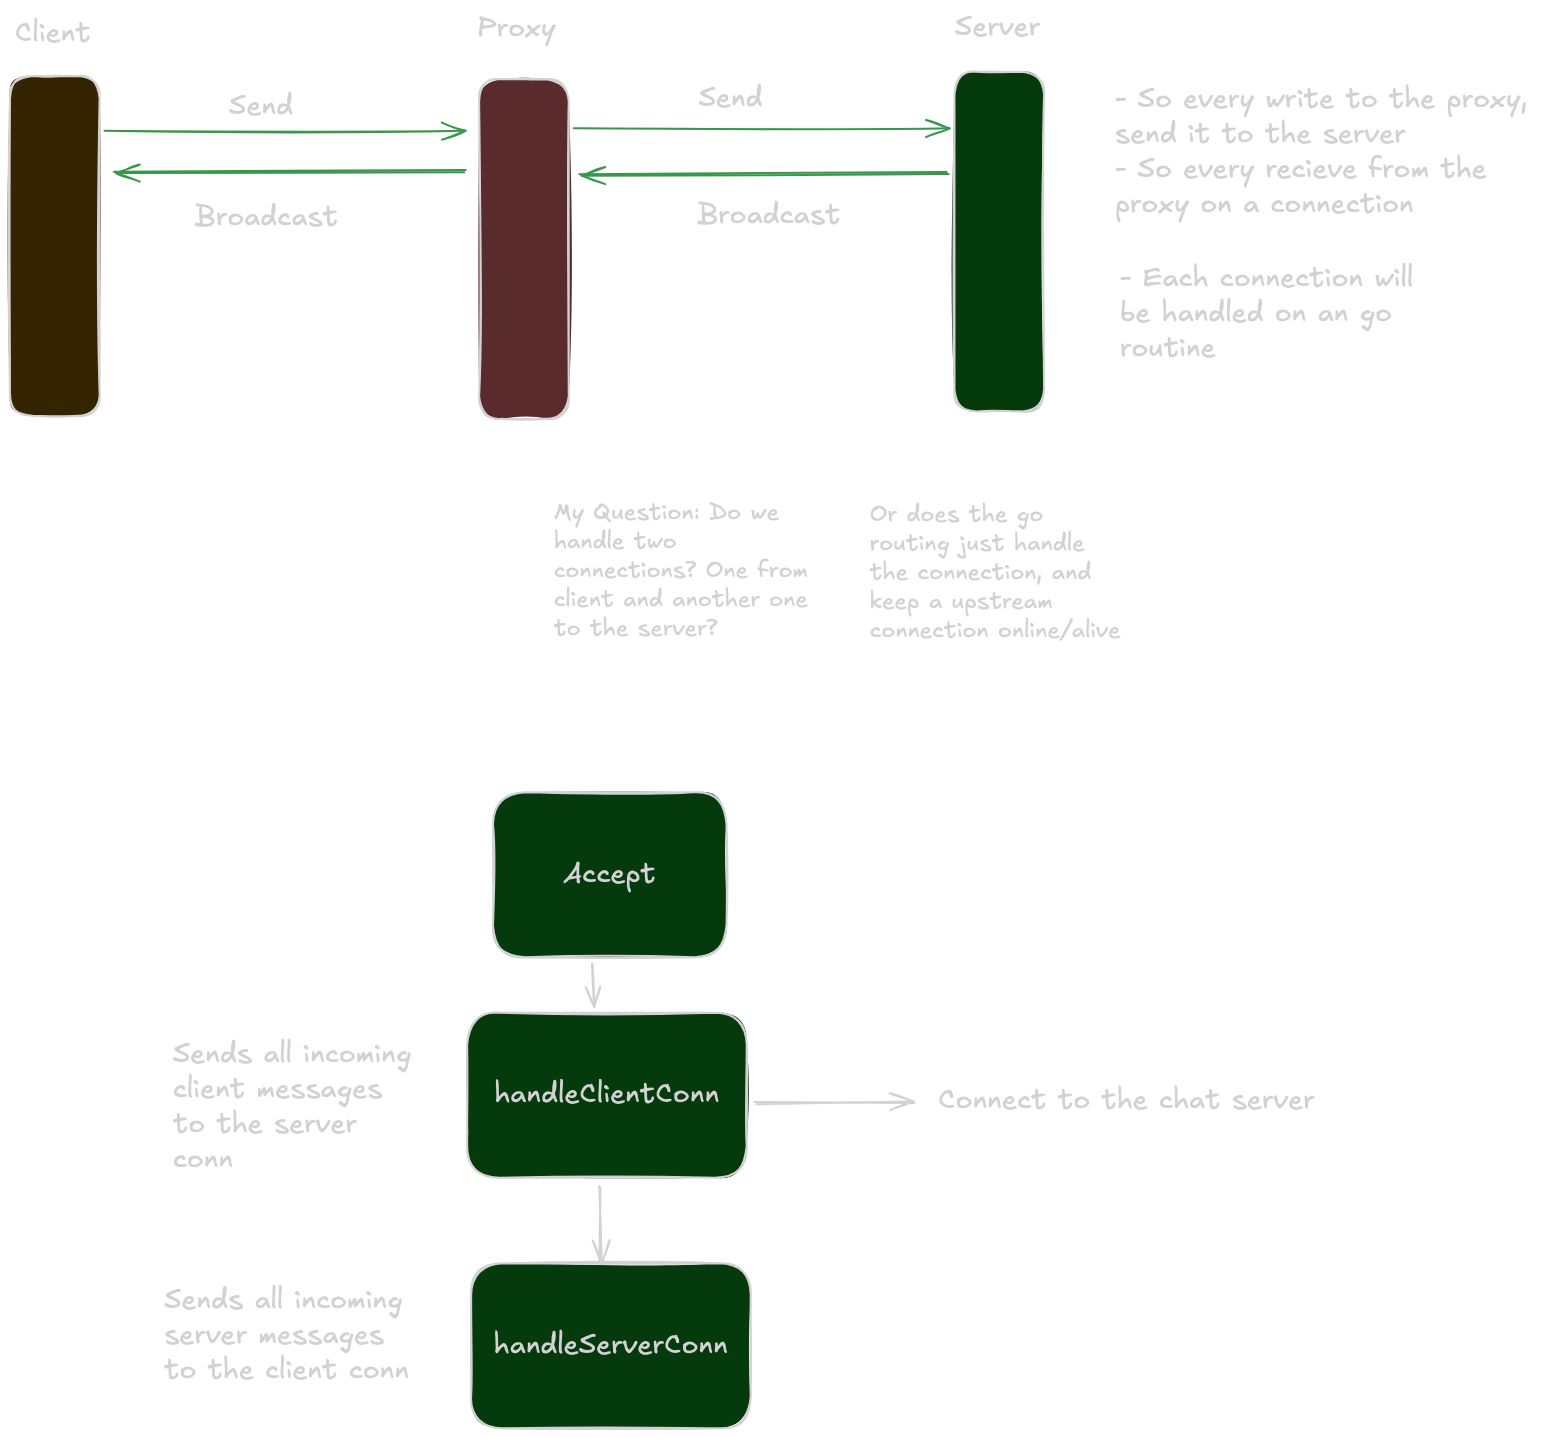 Client
Proxy
Server
Send
Send
Broadcast
Broadcast
- So every write to the proxy,
send it to the server
- So every recieve from the
proxy on a connection
- Each connection will
be handled on an go
routine
My Question: Do we
handle two
connections? One from
client and another one
to the server?
Or does the go
routing just handle
the connection, and
keep a upstream
connection online/alive
Accept
Sends all incoming
client messages
to the server
conn
handleClientConn
Connect to the chat server
Sends all incoming
server messages
to the client conn
handleServerConn